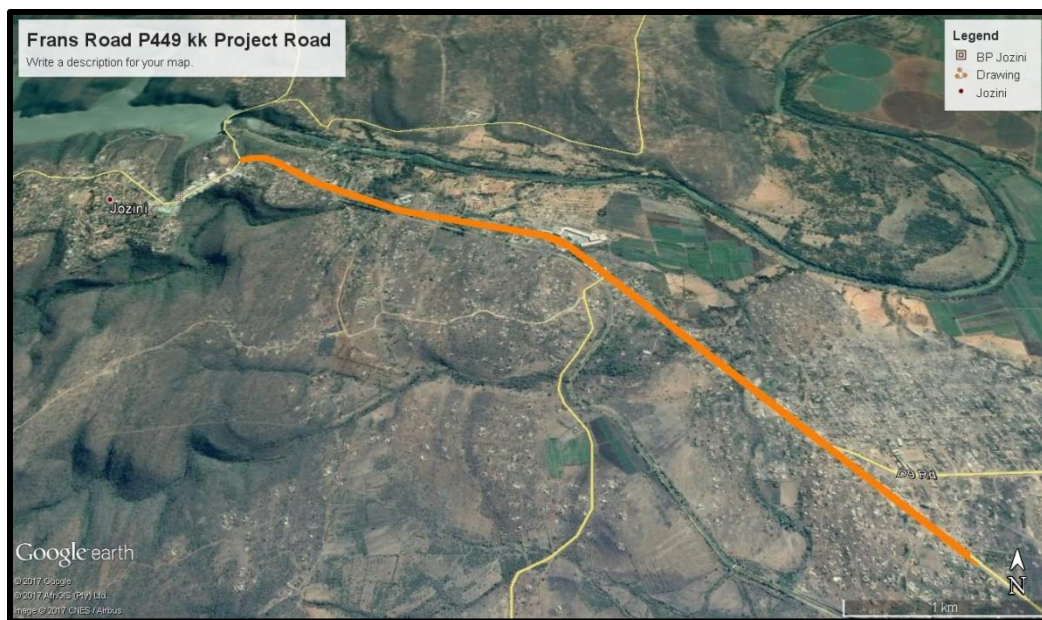 Frans Road P449 kk Project Road
Write a description for your map.
Legend
BP Jozini
Drawing
Jozini
Jozini
D9 Rd
Google earth
© 2017 Google
© 2017 AfriGIS (Pty) Ltd.
Image © 2017 CNES / Airbus
N
1 km